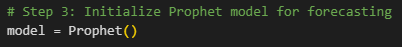 # Step 3: Initialize Prophet model for forecasting
model = Prophet()